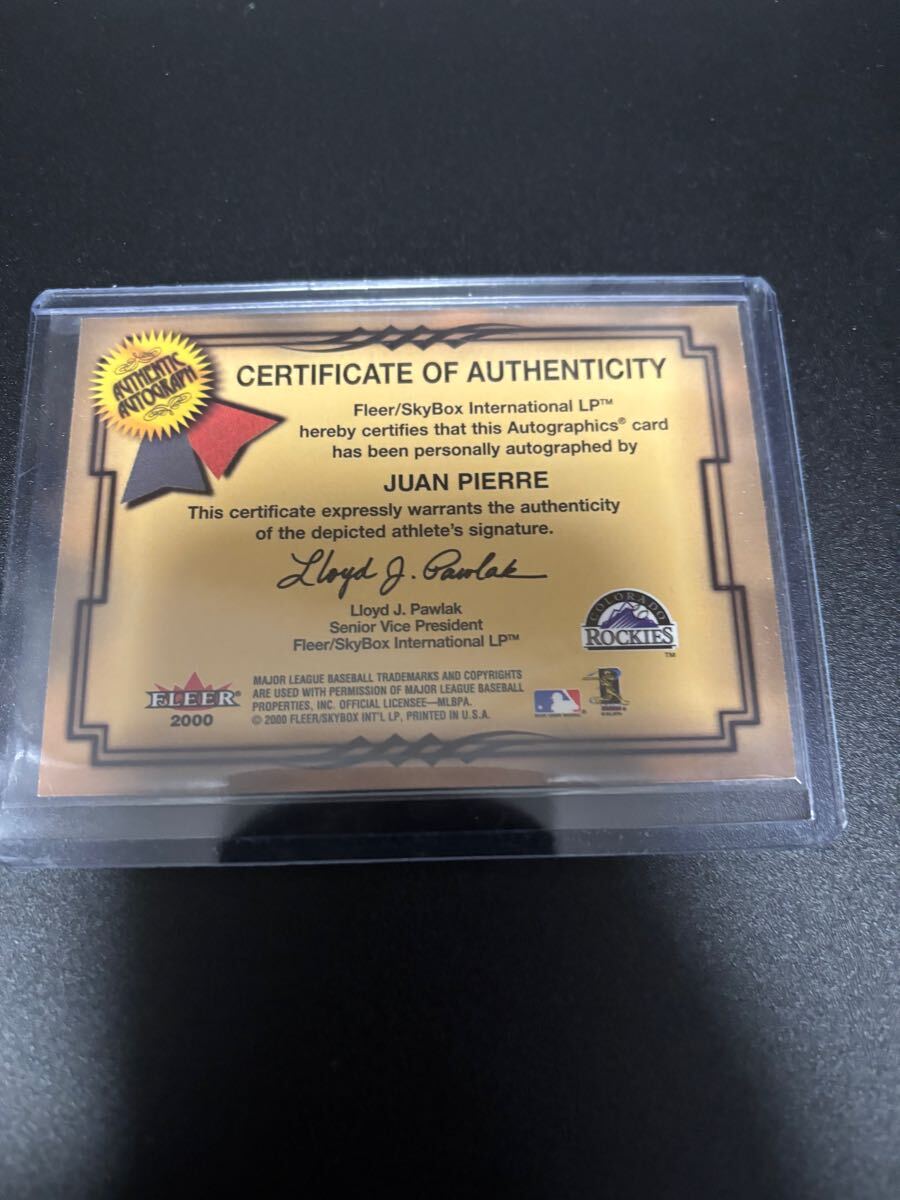 AUTHENTIC
AUTOGRAPH
CERTIFICATE OF AUTHENTICITY
Fleer/SkyBox International LP™
hereby certifies that this Autographics® card
has been personally autographed by
JUAN PIERRE
This certificate expressly warrants the authenticity
of the depicted athlete's signature.
Lloyd J. Pawlak
Lloyd J. Pawlak
Senior Vice President
Fleer/SkyBox International LP™
COLORADO
ROCKIES
™
FLEER®
2000
MAJOR LEAGUE BASEBALL TRADEMARKS AND COPYRIGHTS
ARE USED WITH PERMISSION OF MAJOR LEAGUE BASEBALL
PROPERTIES, INC. OFFICIAL LICENSEE—MLBPA.
© 2000 FLEER/SKYBOX INT'L LP, PRINTED IN U.S.A.